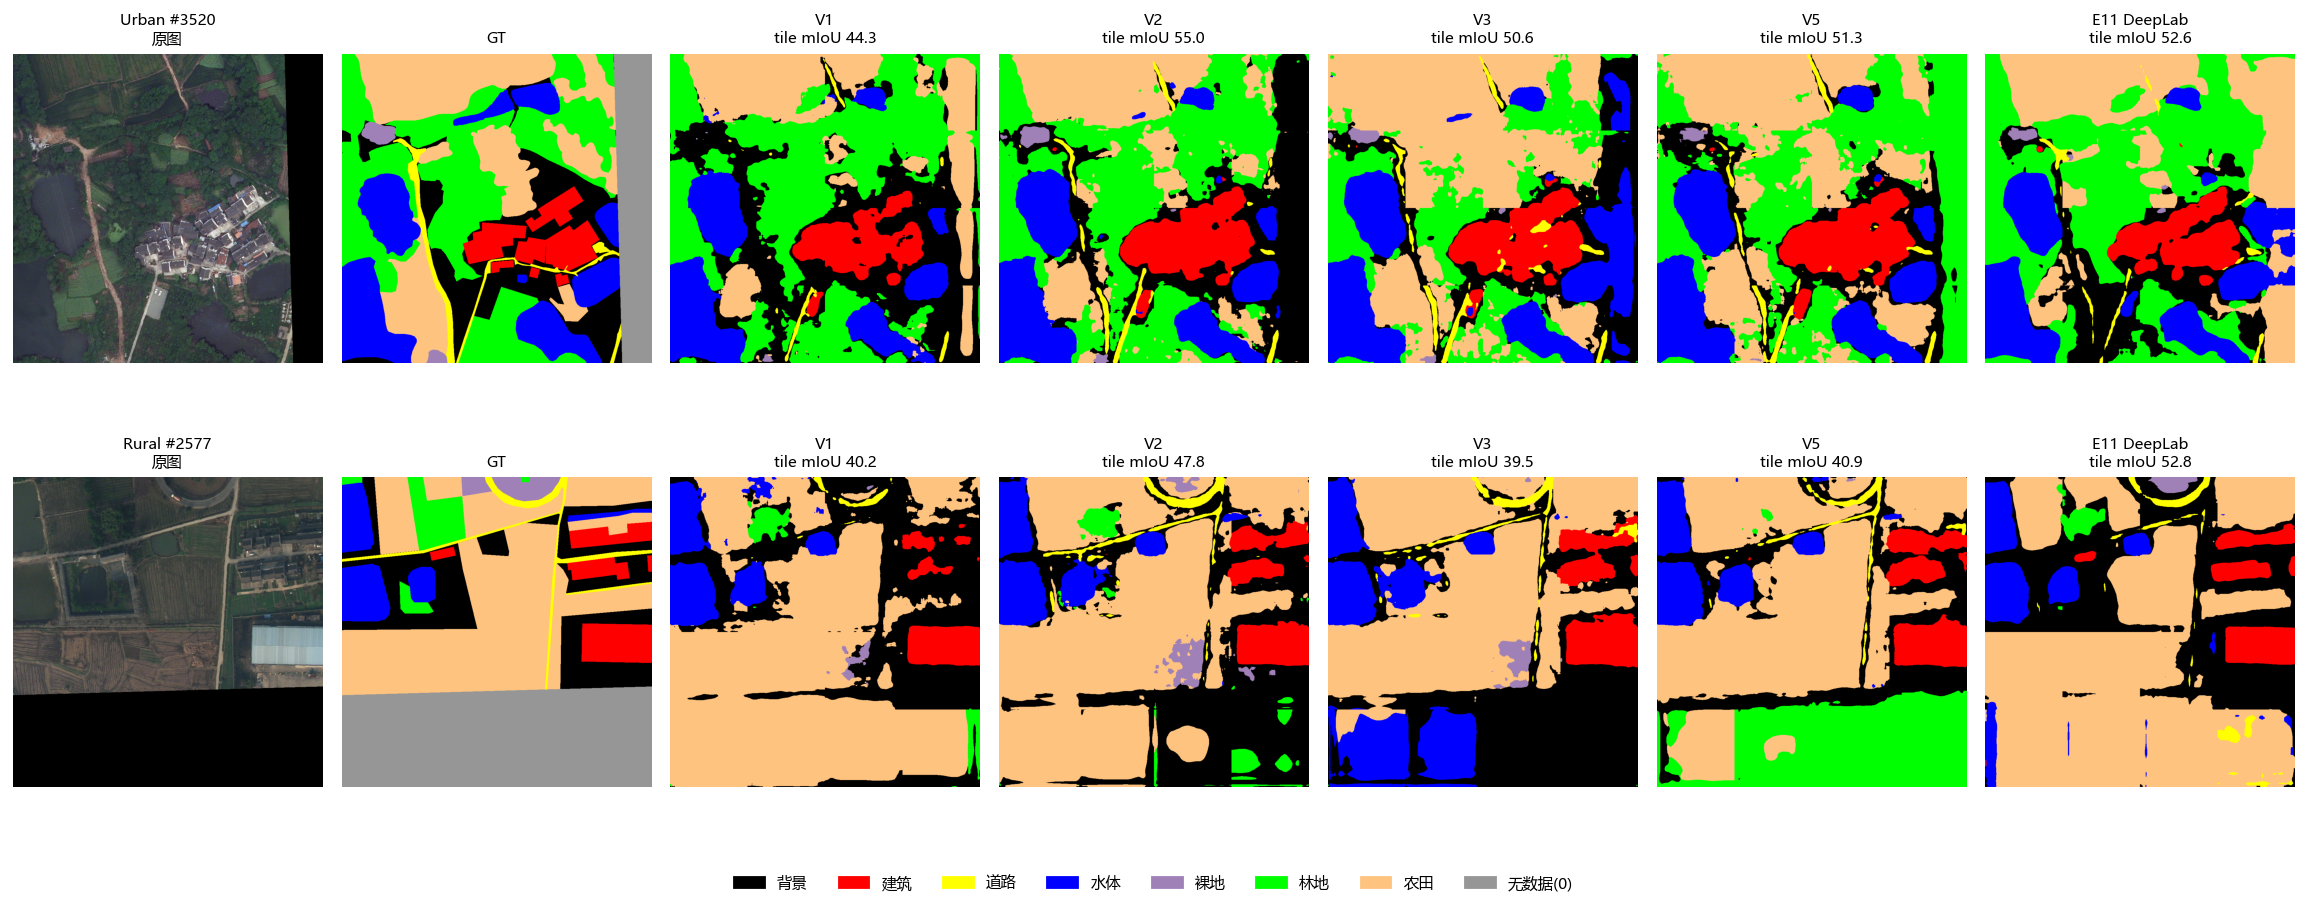 Urban #3520
原图
GT
V1
tile mIoU 44.3
V2
tile mIoU 55.0
V3
tile mIoU 50.6
V5
tile mIoU 51.3
E11 DeepLab
tile mIoU 52.6
Rural #2577
原图
GT
V1
tile mIoU 40.2
V2
tile mIoU 47.8
V3
tile mIoU 39.5
V5
tile mIoU 40.9
E11 DeepLab
tile mIoU 52.8
背景 建筑 道路 水体 裸地 林地 农田 无数据(0)